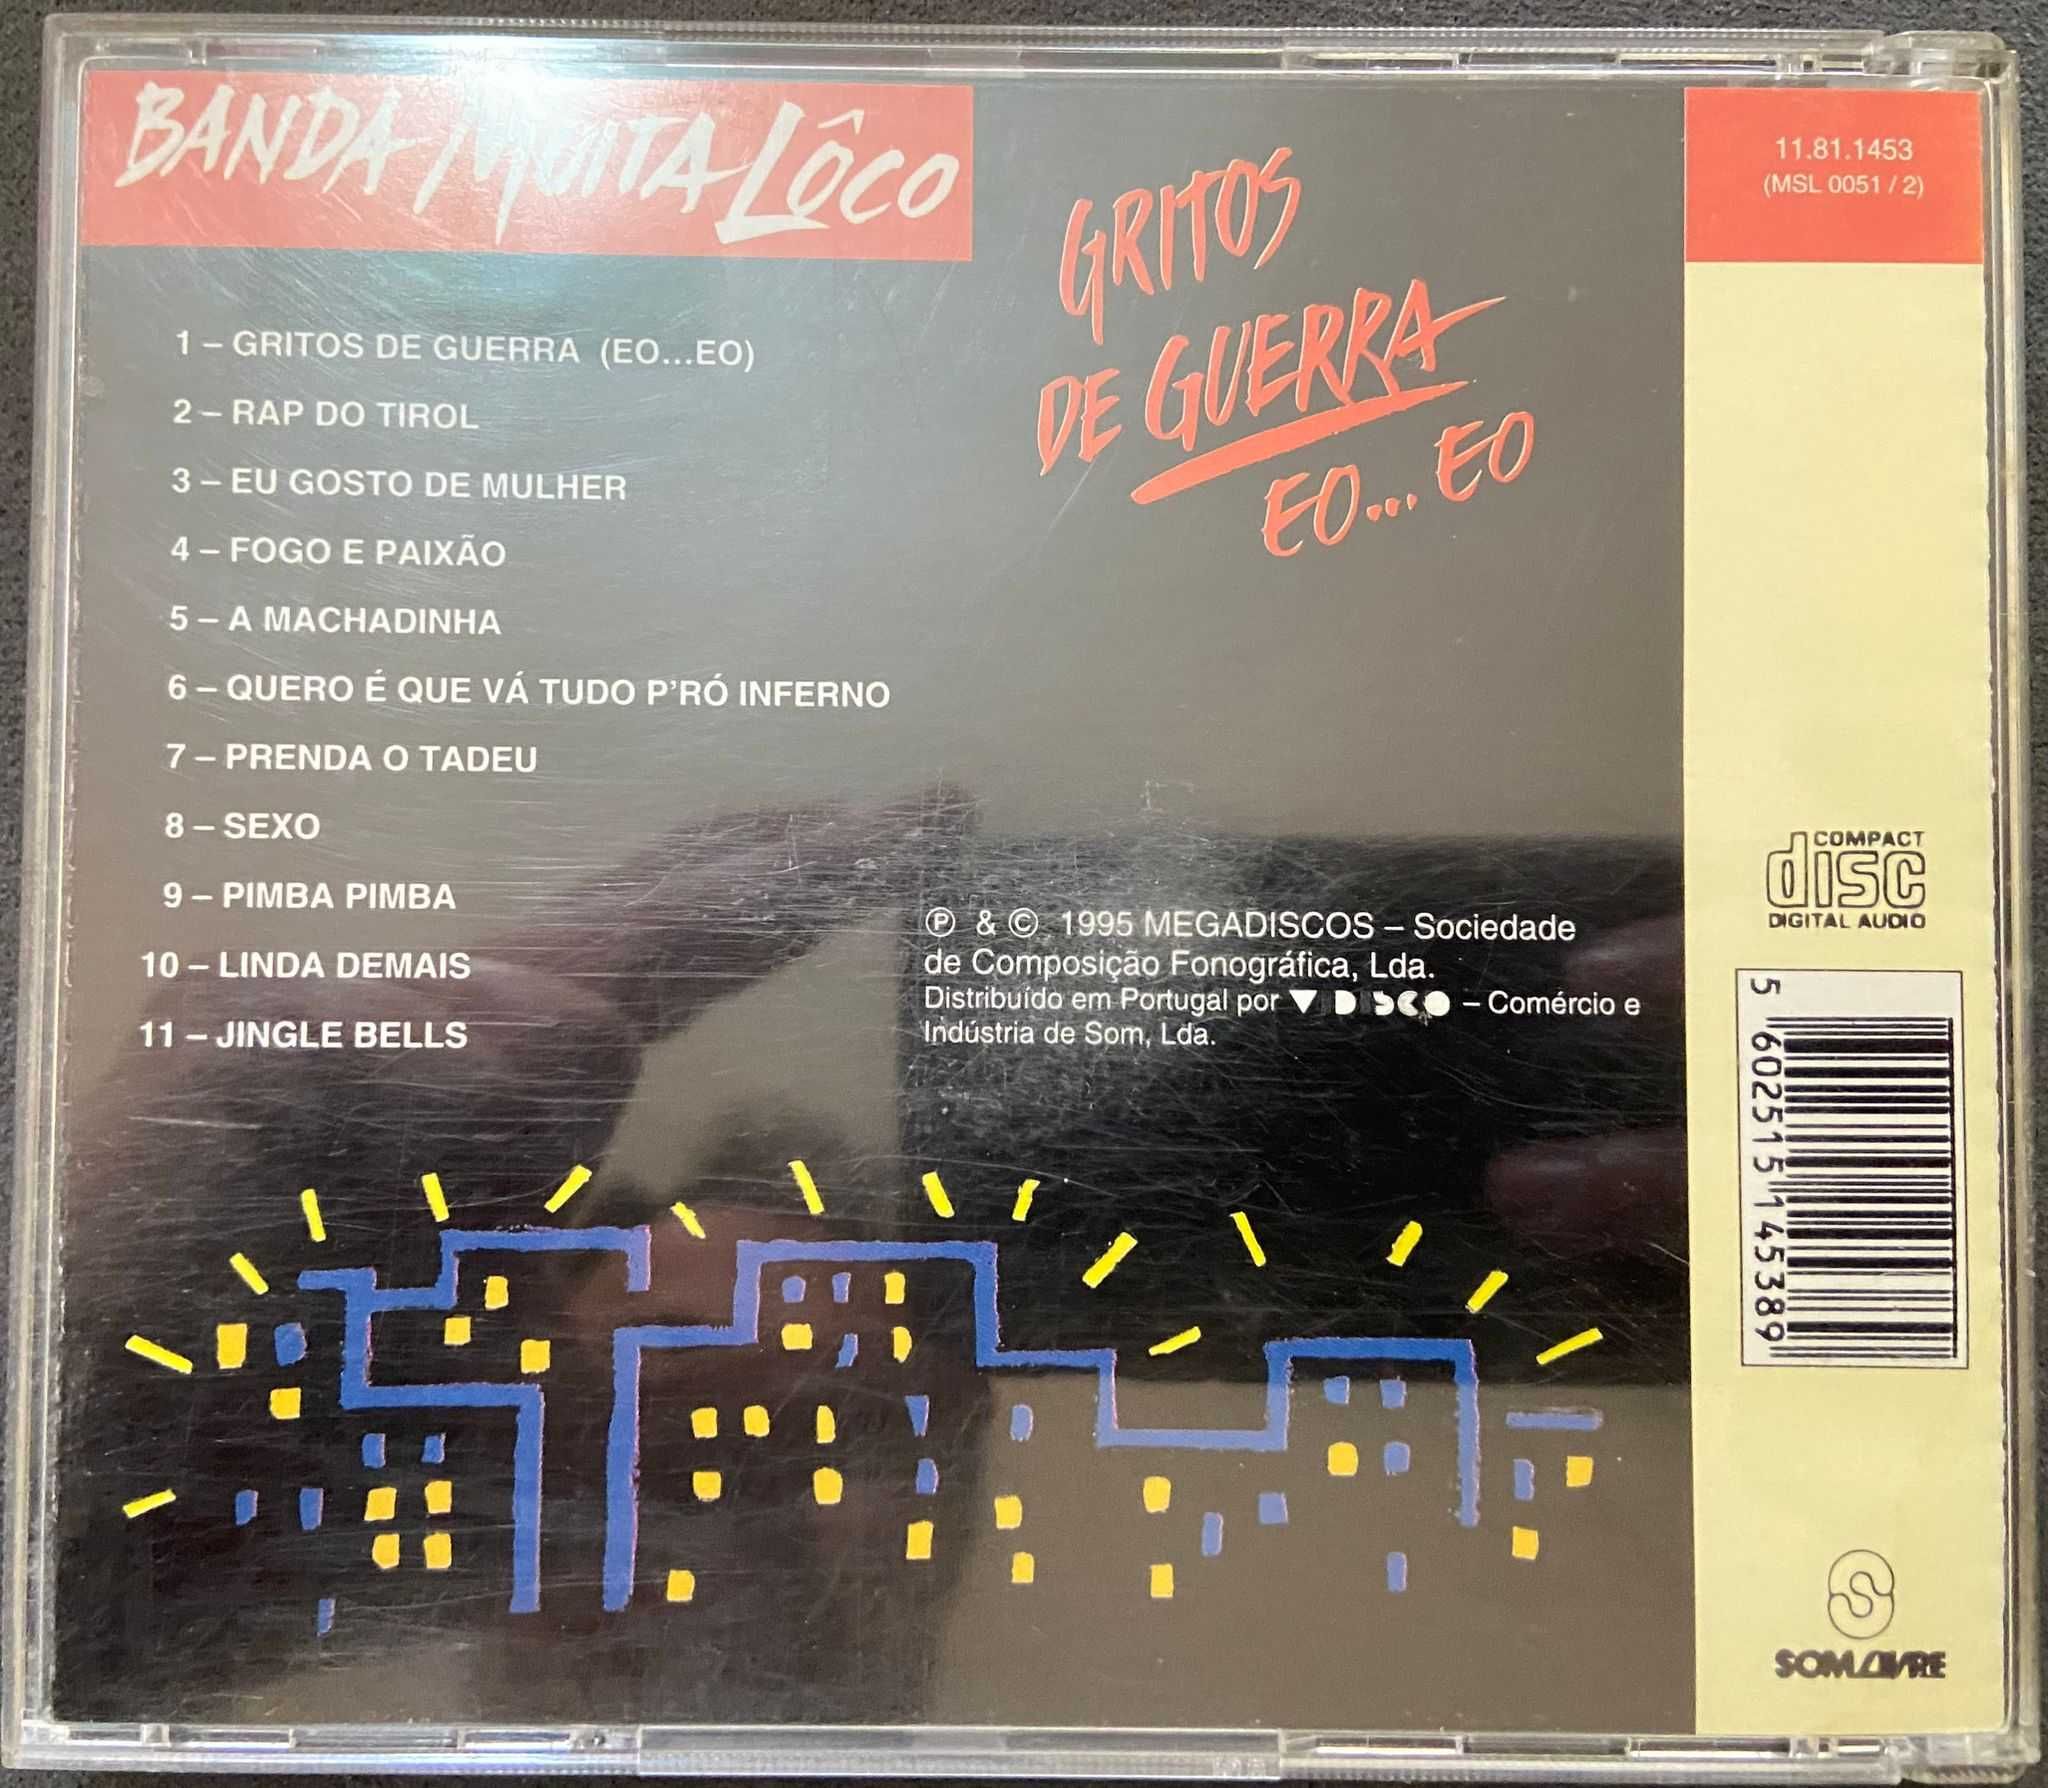 BANDA MUITA LÔCO
GRITOS
DE GUERRA
EO... EO
11.81.1453
(MSL 0051 / 2)
1 – GRITOS DE GUERRA (EO...EO)
2 – RAP DO TIROL
3 – EU GOSTO DE MULHER
4 – FOGO E PAIXÃO
5 – A MACHADINHA
6 – QUERO É QUE VÁ TUDO P'RÓ INFERNO
7 – PRENDA O TADEU
8 – SEXO
9 – PIMBA PIMBA
10 – LINDA DEMAIS
11 – JINGLE BELLS
℗ & © 1995 MEGADISCOS – Sociedade
de Composição Fonográfica, Lda.
Distribuído em Portugal por VIDISCO – Comércio e
Indústria de Som, Lda.
COMPACT
disc
DIGITAL AUDIO
5 602515 145389
SOMLIVRE